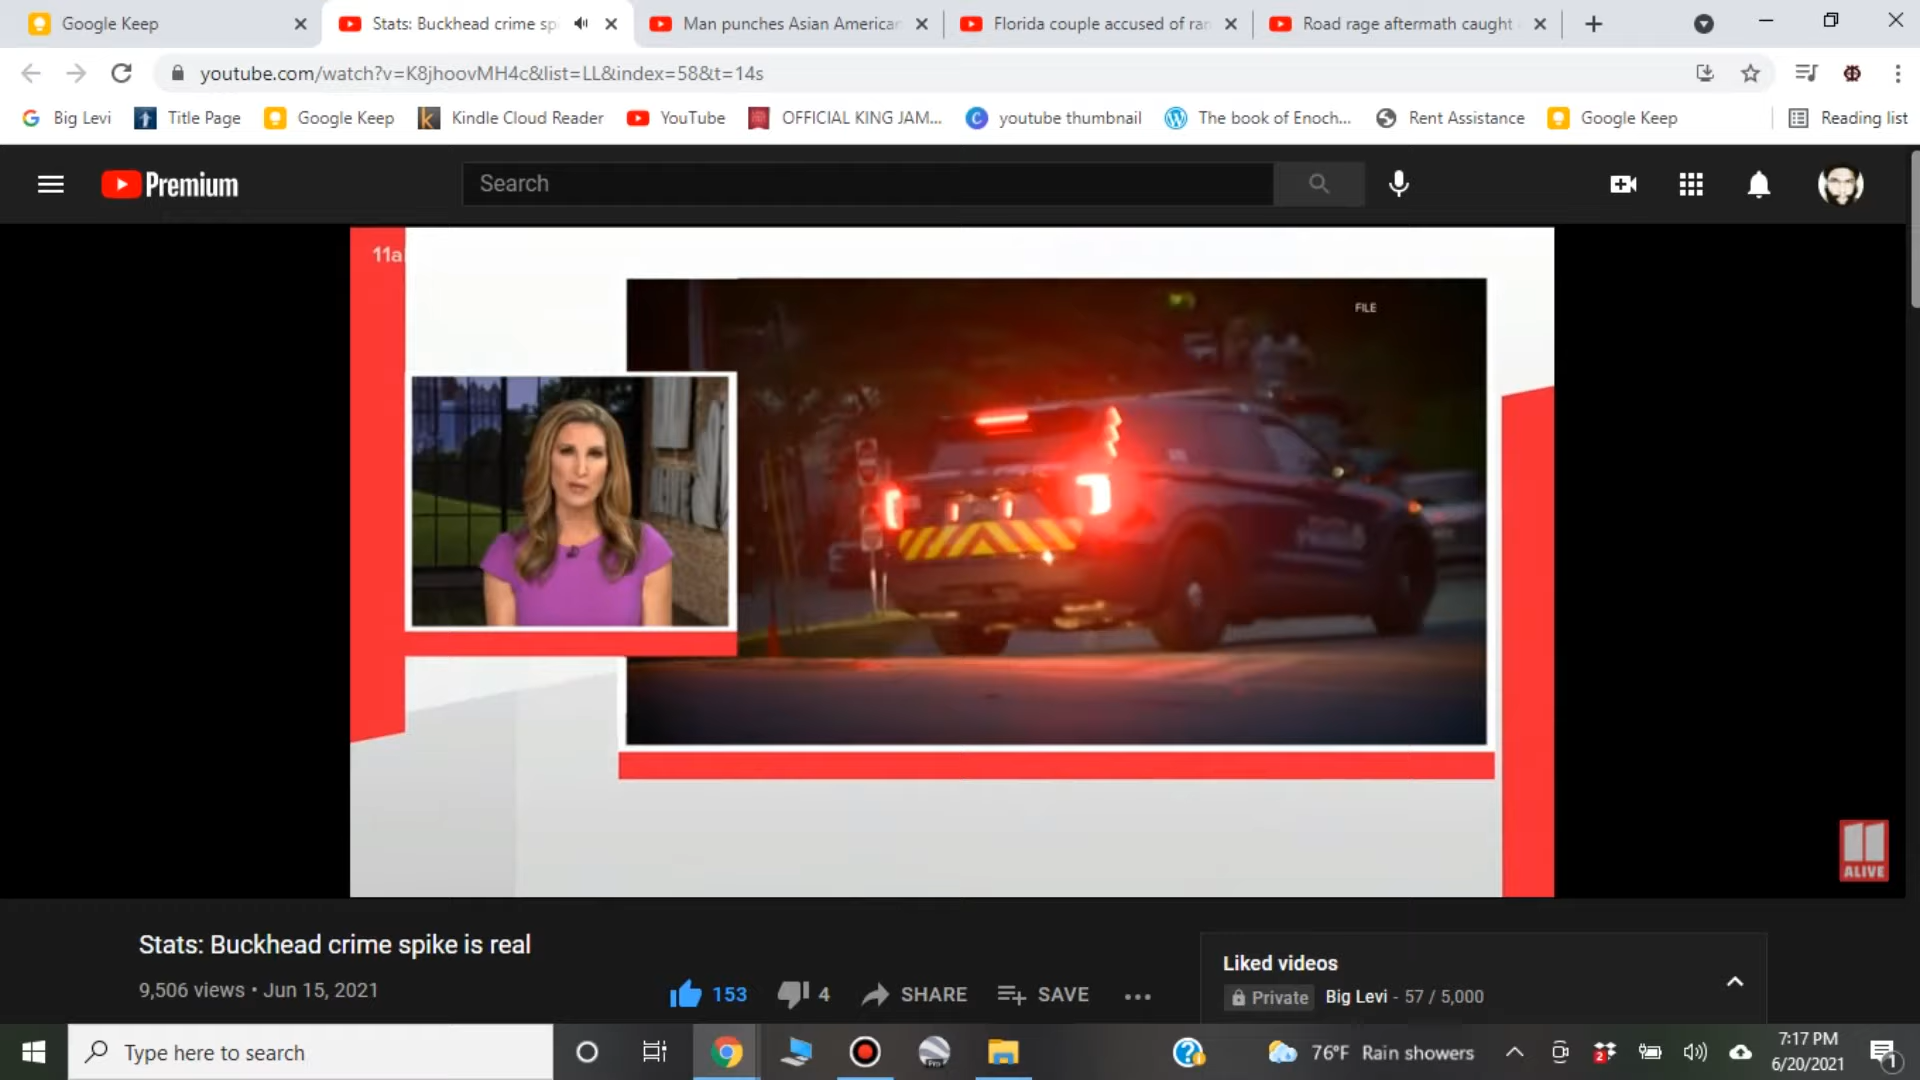 Google Keep
Stats: Buckhead crime sp
Man punches Asian American
Florida couple accused of ran
Road rage aftermath caught
youtube.com/watch?v=K8jhoovMH4c&list=LL&index=58&t=14s
Big Levi
Title Page
Google Keep
Kindle Cloud Reader
YouTube
OFFICIAL KING JAM...
youtube thumbnail
The book of Enoch...
Rent Assistance
Google Keep
Reading list
Premium
Search
11a
FILE
11
ALIVE
Stats: Buckhead crime spike is real
9,506 views • Jun 15, 2021
153
4
SHARE
SAVE
Liked videos
Private
Big Levi - 57 / 5,000
Type here to search
76°F Rain showers
7:17 PM
6/20/2021
1